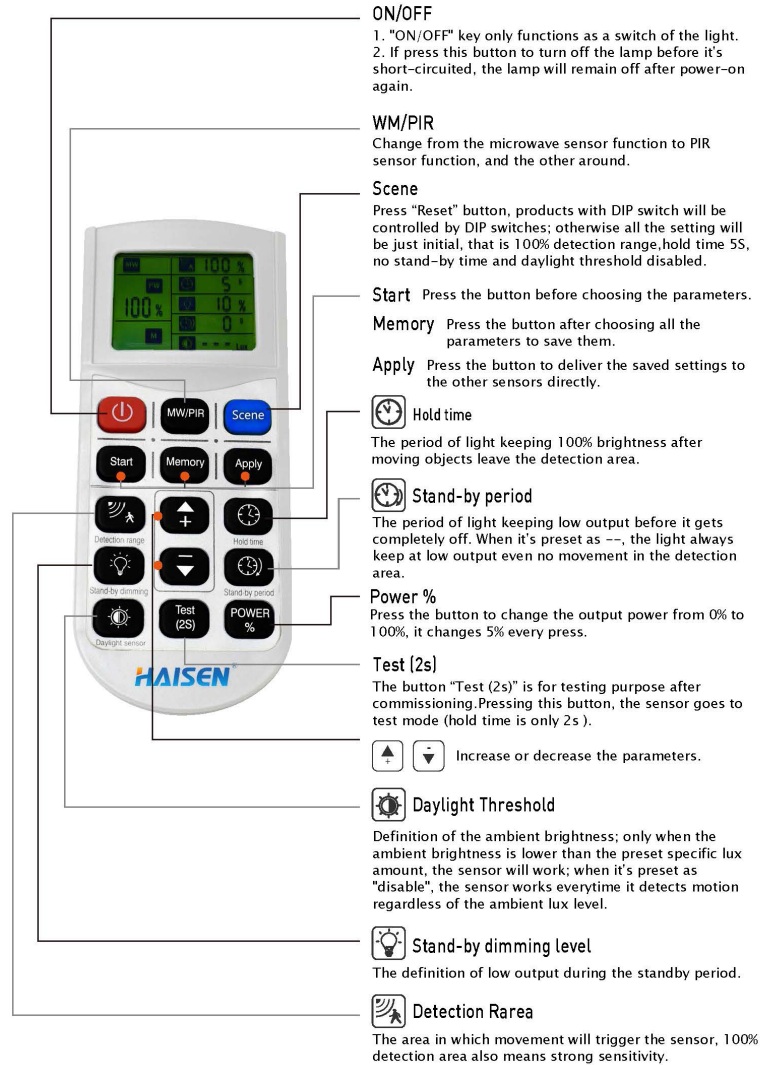 ON/OFF
1. "ON/OFF" key only functions as a switch of the light.
2. If press this button to turn off the lamp before it's
short-circuited, the lamp will remain off after power-on
again.
WM/PIR
Change from the microwave sensor function to PIR
sensor function, and the other around.
Scene
Press “Reset” button, products with DIP switch will be
controlled by DIP switches; otherwise all the setting will
be just initial, that is 100% detection range,hold time 5S,
no stand-by time and daylight threshold disabled.
Start Press the button before choosing the parameters.
Memory Press the button after choosing all the
parameters to save them.
Apply Press the button to deliver the saved settings to
the other sensors directly.
Hold time
The period of light keeping 100% brightness after
moving objects leave the detection area.
Stand-by period
The period of light keeping low output before it gets
completely off. When it's preset as --, the light always
keep at low output even no movement in the detection
area.
Power %
Press the button to change the output power from 0% to
100%, it changes 5% every press.
Test (2s)
The button “Test (2s)” is for testing purpose after
commissioning.Pressing this button, the sensor goes to
test mode (hold time is only 2s ).
+ - Increase or decrease the parameters.
Daylight Threshold
Definition of the ambient brightness; only when the
ambient brightness is lower than the preset specific lux
amount, the sensor will work; when it's preset as
"disable", the sensor works everytime it detects motion
regardless of the ambient lux level.
Stand-by dimming level
The definition of low output during the standby period.
Detection Rarea
The area in which movement will trigger the sensor, 100%
detection area also means strong sensitivity.
MW 100 %
PW 5 s
100 % 10 %
M 0 s
--- Lux
MW/PIR Scene
Start Memory Apply
+
Detection range Hold time
−
Stand-by dimming Stand-by period
Test
(2S)
POWER
%
Daylight sensor
HAISEN®